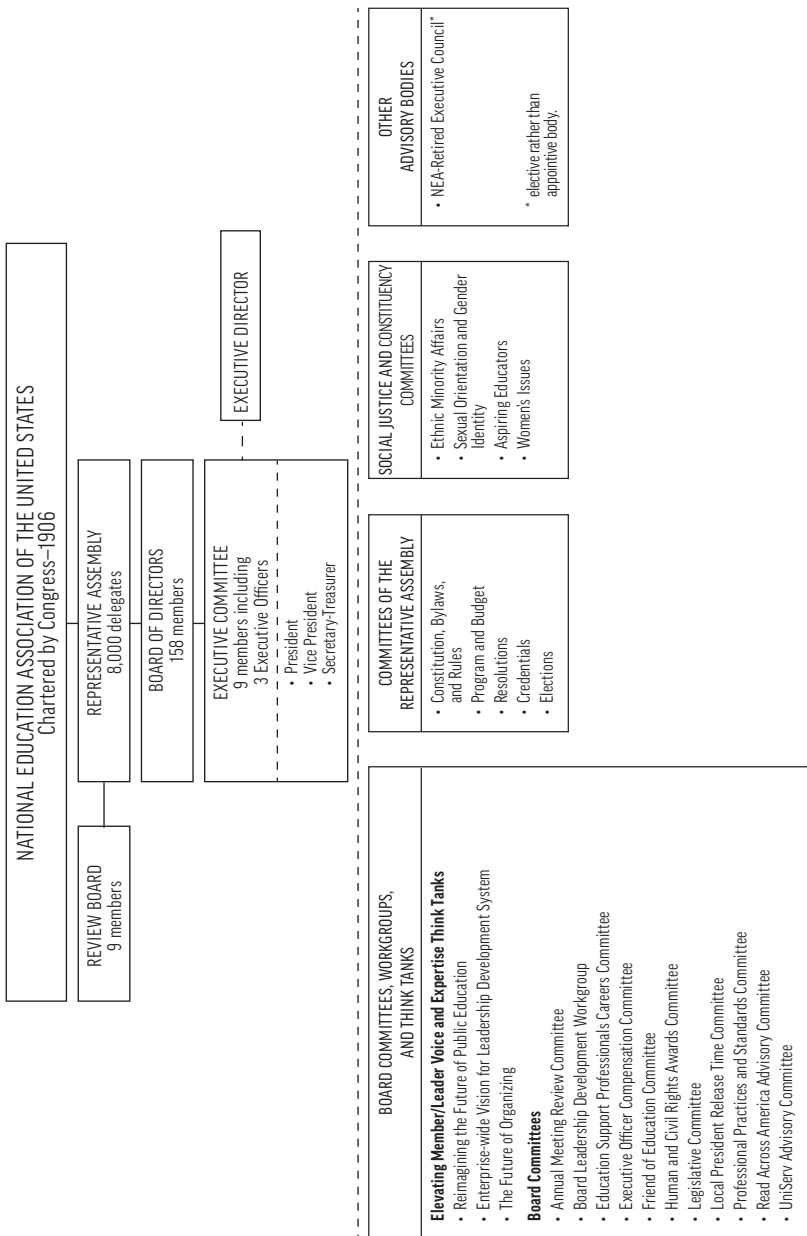 NATIONAL EDUCATION ASSOCIATION OF THE UNITED STATES
Chartered by Congress–1906
REVIEW BOARD
9 members
REPRESENTATIVE ASSEMBLY
8,000 delegates
BOARD OF DIRECTORS
158 members
EXECUTIVE COMMITTEE
9 members including
3 Executive Officers
• President
• Vice President
• Secretary-Treasurer
EXECUTIVE DIRECTOR
BOARD COMMITTEES, WORKGROUPS,
AND THINK TANKS
Elevating Member/Leader Voice and Expertise Think Tanks
• Reimagining the Future of Public Education
• Enterprise-wide Vision for Leadership Development System
• The Future of Organizing
Board Committees
• Annual Meeting Review Committee
• Board Leadership Development Workgroup
• Education Support Professionals Careers Committee
• Executive Officer Compensation Committee
• Friend of Education Committee
• Human and Civil Rights Awards Committee
• Legislative Committee
• Local President Release Time Committee
• Professional Practices and Standards Committee
• Read Across America Advisory Committee
• UniServ Advisory Committee
COMMITTEES OF THE
REPRESENTATIVE ASSEMBLY
• Constitution, Bylaws,
and Rules
• Program and Budget
• Resolutions
• Credentials
• Elections
SOCIAL JUSTICE AND CONSTITUENCY
COMMITTEES
• Ethnic Minority Affairs
• Sexual Orientation and Gender
Identity
• Aspiring Educators
• Women's Issues
OTHER
ADVISORY BODIES
• NEA-Retired Executive Council*
* elective rather than
appointive body.